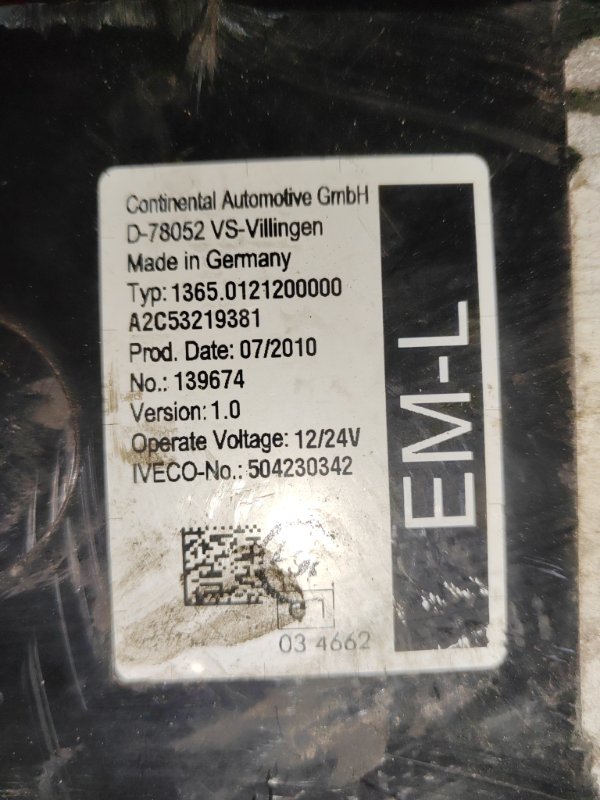 Continental Automotive GmbH
D-78052 VS-Villingen
Made in Germany
Typ: 1365.0121200000
A2C53219381
Prod. Date: 07/2010
No.: 139674
Version: 1.0
Operate Voltage: 12/24V
IVECO-No.: 504230342
03 4662
EM-L